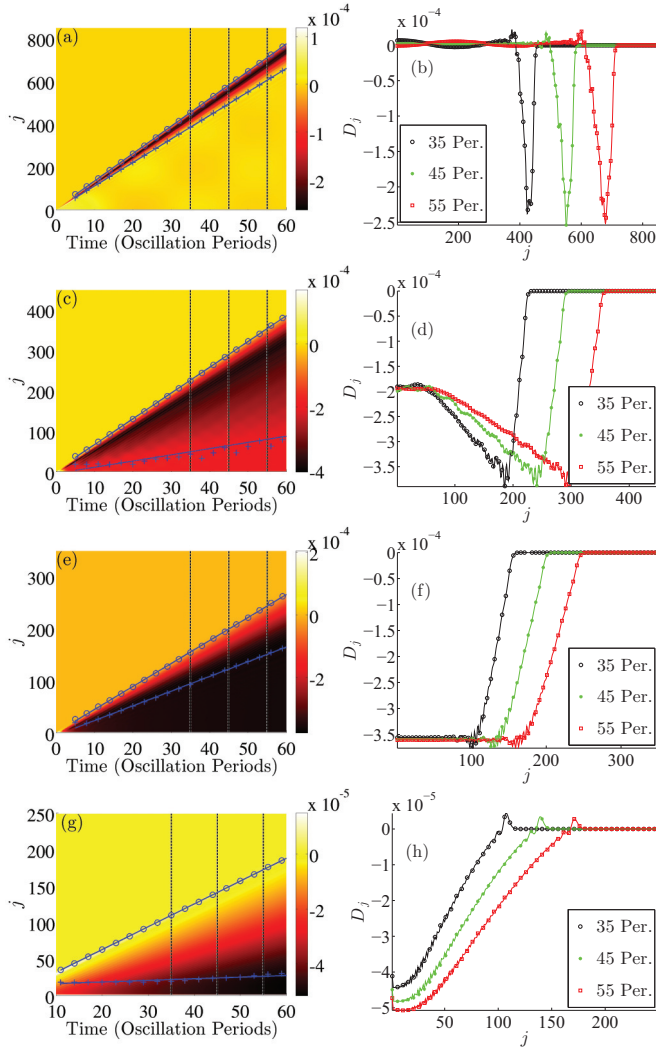 x 10⁻⁴
(a)
j
800
600
400
200
0
0 10 20 30 40 50 60
Time (Oscillation Periods)
1
0
-1
-2
x 10⁻⁴
(b)
D_j
0
−0.5
−1
−1.5
−2
−2.5
200 400 600 800
j
35 Per.
45 Per.
55 Per.
x 10⁻⁴
(c)
400
300
200
100
0
0 10 20 30 40 50 60
Time (Oscillation Periods)
j
0
−2
−4
x 10⁻⁴
(d)
D_j
0
−0.5
−1
−1.5
−2
−2.5
−3
−3.5
100 200 300 400
j
35 Per.
45 Per.
55 Per.
x 10⁻⁴
(e)
j
300
200
100
0
0 10 20 30 40 50 60
Time (Oscillation Periods)
2
0
−2
x 10⁻⁴
(f)
D_j
0
−0.5
−1
−1.5
−2
−2.5
−3
−3.5
100 200 300
j
35 Per.
45 Per.
55 Per.
x 10⁻⁵
(g)
j
250
200
150
100
50
0
10 20 30 40 50 60
Time (Oscillation Periods)
0
−2
−4
x 10⁻⁵
(h)
D_j
0
−1
−2
−3
−4
−5
50 100 150 200
j
35 Per.
45 Per.
55 Per.